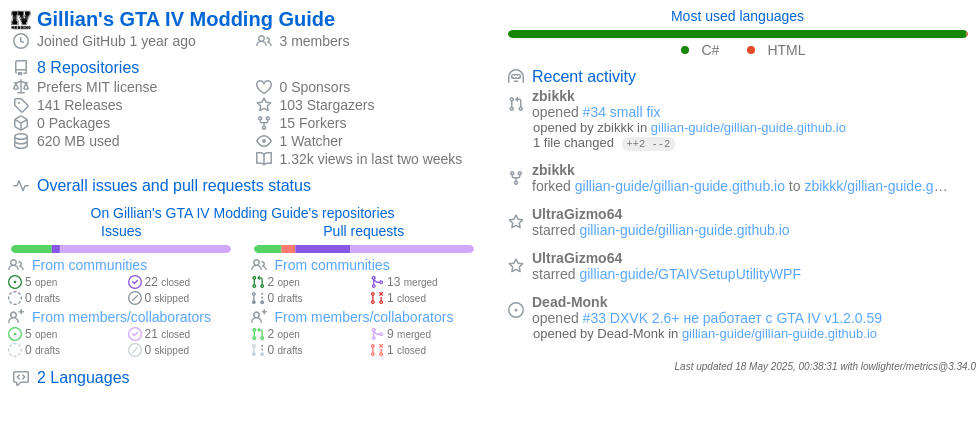 Gillian's GTA IV Modding Guide
Joined GitHub 1 year ago
3 members
8 Repositories
Prefers MIT license
141 Releases
0 Packages
620 MB used
0 Sponsors
103 Stargazers
15 Forkers
1 Watcher
1.32k views in last two weeks
Overall issues and pull requests status
On Gillian's GTA IV Modding Guide's repositories
Issues
From communities
5 open
22 closed
0 drafts
0 skipped
From members/collaborators
5 open
21 closed
0 drafts
0 skipped
Pull requests
From communities
2 open
13 merged
0 drafts
1 closed
From members/collaborators
2 open
9 merged
0 drafts
1 closed
2 Languages
Most used languages
C#
HTML
Recent activity
zbikkk
opened #34 small fix
opened by zbikkk in gillian-guide/gillian-guide.github.io
1 file changed ++2 --2
zbikkk
forked gillian-guide/gillian-guide.github.io to zbikkk/gillian-guide.g…
UltraGizmo64
starred gillian-guide/gillian-guide.github.io
UltraGizmo64
starred gillian-guide/GTAIVSetupUtilityWPF
Dead-Monk
opened #33 DXVK 2.6+ не работает с GTA IV v1.2.0.59
opened by Dead-Monk in gillian-guide/gillian-guide.github.io
Last updated 18 May 2025, 00:38:31 with lowlighter/metrics@3.34.0